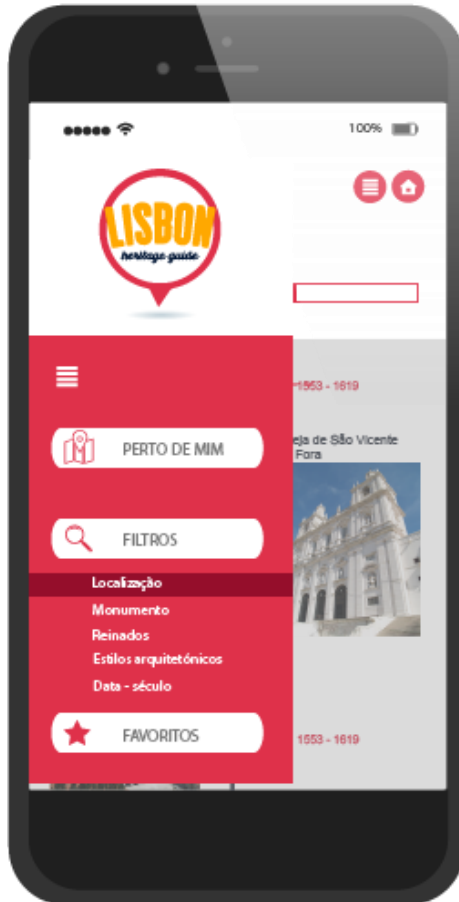 100%
LISBON
heritage guide
1553 - 1619
PERTO DE MIM
eja de São Vicente
Fora
FILTROS
Localização
Monumento
Reinados
Estilos arquitetónicos
Data - século
FAVORITOS
1553 - 1619